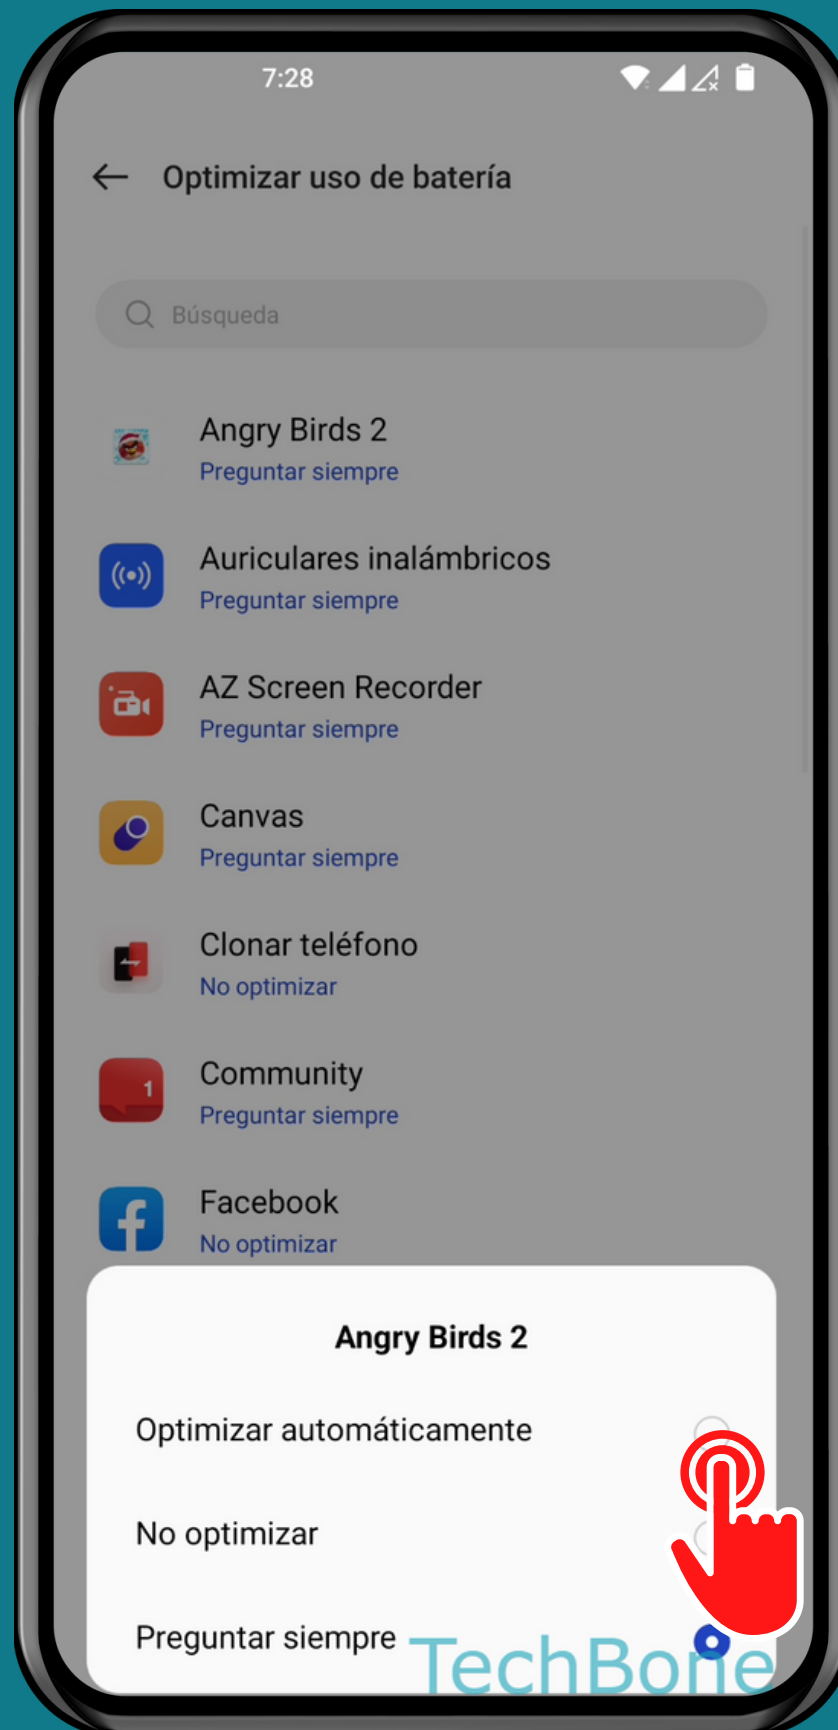 7:28
Optimizar uso de batería
Búsqueda
Angry Birds 2
Preguntar siempre
Auriculares inalámbricos
Preguntar siempre
AZ Screen Recorder
Preguntar siempre
Canvas
Preguntar siempre
Clonar teléfono
No optimizar
1
Community
Preguntar siempre
Facebook
No optimizar
Angry Birds 2
Optimizar automáticamente
No optimizar
Preguntar siempre
TechBone